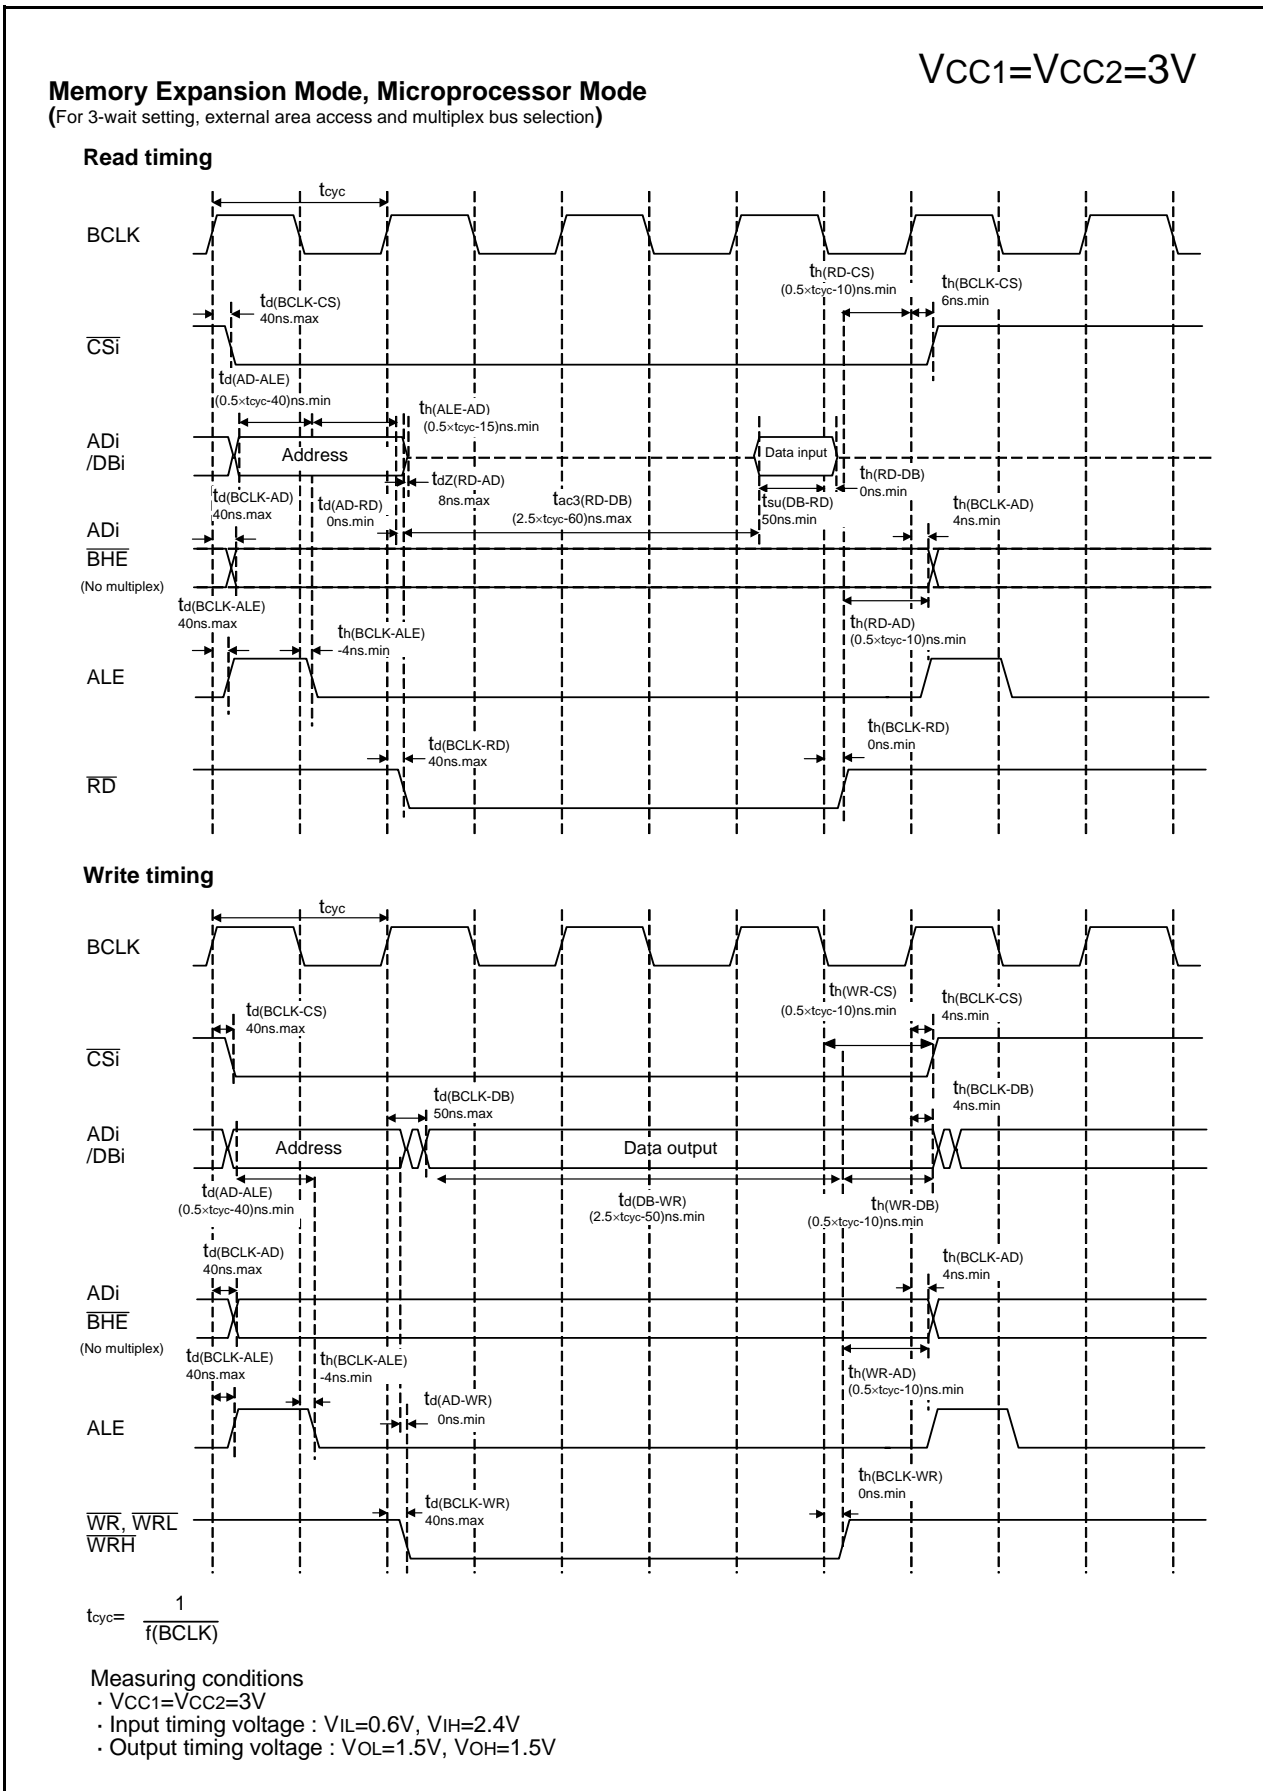 VCC1=VCC2=3V
Memory Expansion Mode, Microprocessor Mode
(For 3-wait setting, external area access and multiplex bus selection)
Read timing
tcyc
BCLK
th(RD-CS)
(0.5×tcyc-10)ns.min
th(BCLK-CS)
6ns.min
td(BCLK-CS)
40ns.max
CSi
td(AD-ALE)
(0.5×tcyc-40)ns.min
th(ALE-AD)
(0.5×tcyc-15)ns.min
ADi
/DBi
Address
Data input
tdZ(RD-AD)
8ns.max
th(RD-DB)
0ns.min
td(BCLK-AD)
40ns.max
td(AD-RD)
0ns.min
tac3(RD-DB)
(2.5×tcyc-60)ns.max
tsu(DB-RD)
50ns.min
th(BCLK-AD)
4ns.min
ADi
BHE
(No multiplex)
td(BCLK-ALE)
40ns.max
th(BCLK-ALE)
-4ns.min
th(RD-AD)
(0.5×tcyc-10)ns.min
ALE
td(BCLK-RD)
40ns.max
th(BCLK-RD)
0ns.min
RD
Write timing
tcyc
BCLK
th(WR-CS)
(0.5×tcyc-10)ns.min
th(BCLK-CS)
4ns.min
td(BCLK-CS)
40ns.max
CSi
td(BCLK-DB)
50ns.max
th(BCLK-DB)
4ns.min
ADi
/DBi
Address
Data output
td(AD-ALE)
(0.5×tcyc-40)ns.min
td(DB-WR)
(2.5×tcyc-50)ns.min
th(WR-DB)
(0.5×tcyc-10)ns.min
td(BCLK-AD)
40ns.max
th(BCLK-AD)
4ns.min
ADi
BHE
(No multiplex)
td(BCLK-ALE)
40ns.max
th(BCLK-ALE)
-4ns.min
th(WR-AD)
(0.5×tcyc-10)ns.min
td(AD-WR)
0ns.min
ALE
th(BCLK-WR)
0ns.min
td(BCLK-WR)
40ns.max
WR, WRL
WRH
tcyc= 1
f(BCLK)
Measuring conditions
· VCC1=VCC2=3V
· Input timing voltage : VIL=0.6V, VIH=2.4V
· Output timing voltage : VOL=1.5V, VOH=1.5V